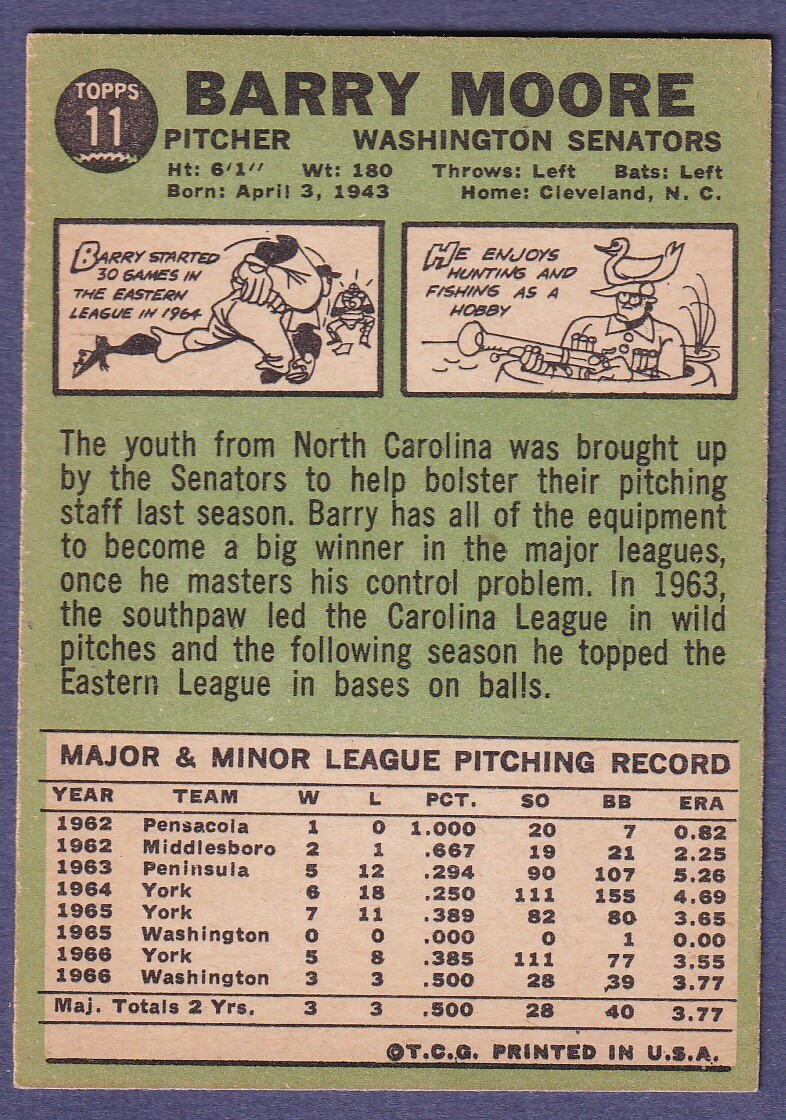 TOPPS
11
BARRY MOORE
PITCHER WASHINGTON SENATORS
Ht: 6'1" Wt: 180 Throws: Left Bats: Left
Born: April 3, 1943 Home: Cleveland, N. C.
BARRY STARTED
30 GAMES IN
THE EASTERN
LEAGUE IN 1964
HE ENJOYS
HUNTING AND
FISHING AS A
HOBBY
The youth from North Carolina was brought up
by the Senators to help bolster their pitching
staff last season. Barry has all of the equipment
to become a big winner in the major leagues,
once he masters his control problem. In 1963,
the southpaw led the Carolina League in wild
pitches and the following season he topped the
Eastern League in bases on balls.
MAJOR & MINOR LEAGUE PITCHING RECORD
YEAR TEAM W L PCT. SO BB ERA
1962 Pensacola 1 0 1.000 20 7 0.82
1962 Middlesboro 2 1 .667 19 21 2.25
1963 Peninsula 5 12 .294 90 107 5.26
1964 York 6 18 .250 111 155 4.69
1965 York 7 11 .389 82 80 3.65
1965 Washington 0 0 .000 0 1 0.00
1966 York 5 8 .385 111 77 3.55
1966 Washington 3 3 .500 28 39 3.77
Maj. Totals 2 Yrs. 3 3 .500 28 40 3.77
©T.C.G. PRINTED IN U.S.A.